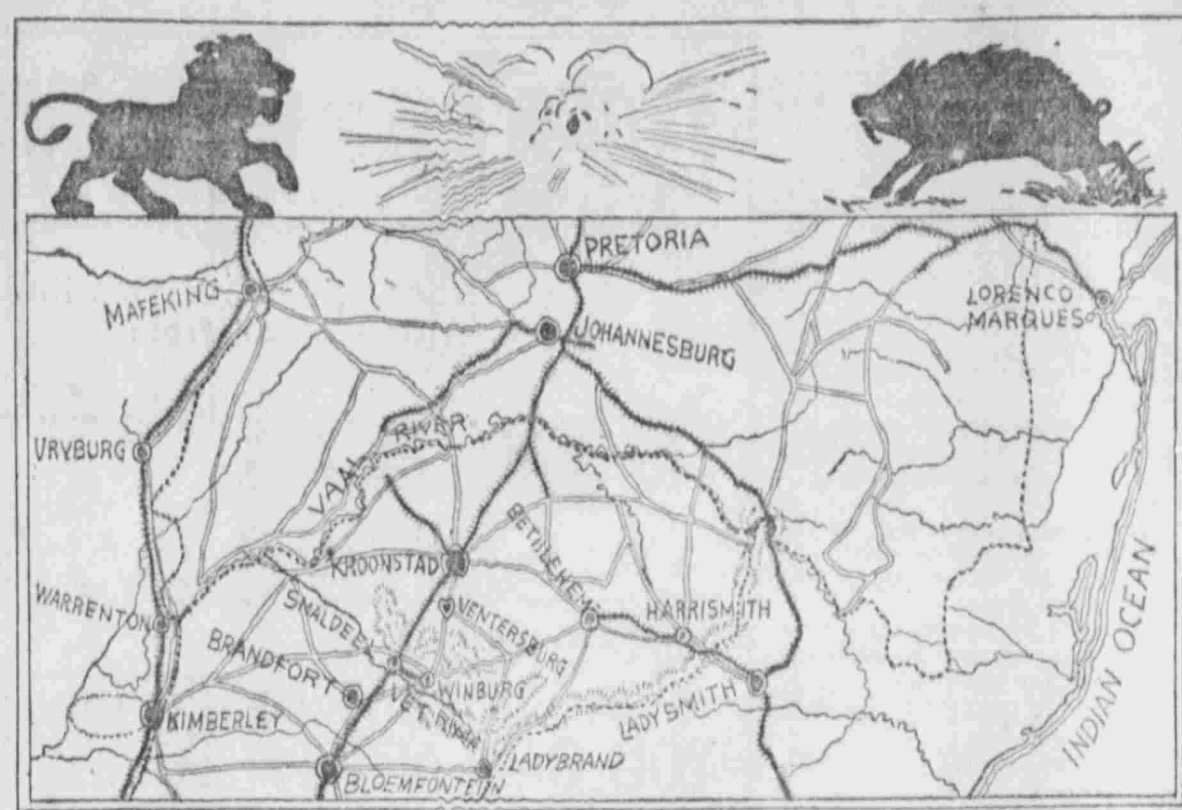 PRETORIA
MAFEKING
LORENCO
MARQUES
JOHANNESBURG
VRYBURG
VAAL RIVER
BETHLEHEM
KROONSTAD
WARRENTON
SMALDEEL
VENTERSBURG
HARRISMITH
BRANDFORT
WINBURG
VET RIVER
KIMBERLEY
LADYSMITH
LADYBRAND
BLOEMFONTEIN
INDIAN OCEAN